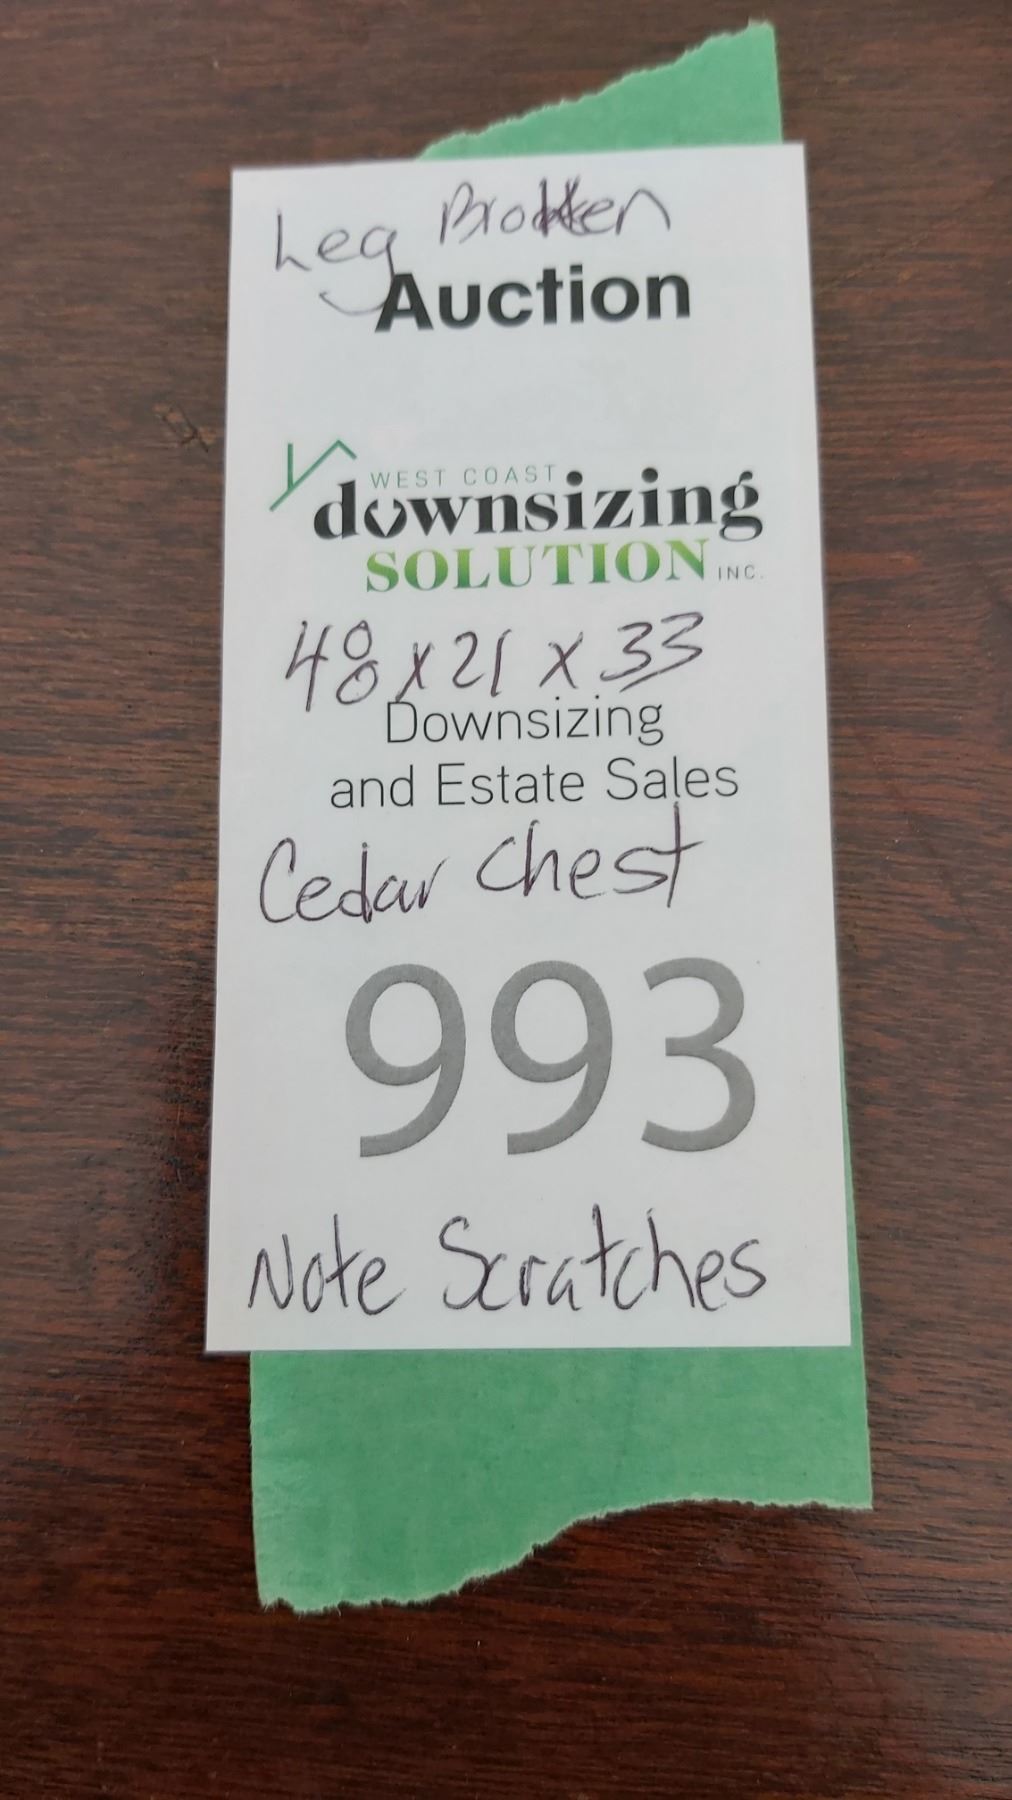 Leg Brokken
Auction
WEST COAST
downsizing
SOLUTION INC.
48 x 21 x 33
Downsizing
and Estate Sales
Cedar Chest
993
Note Scratches